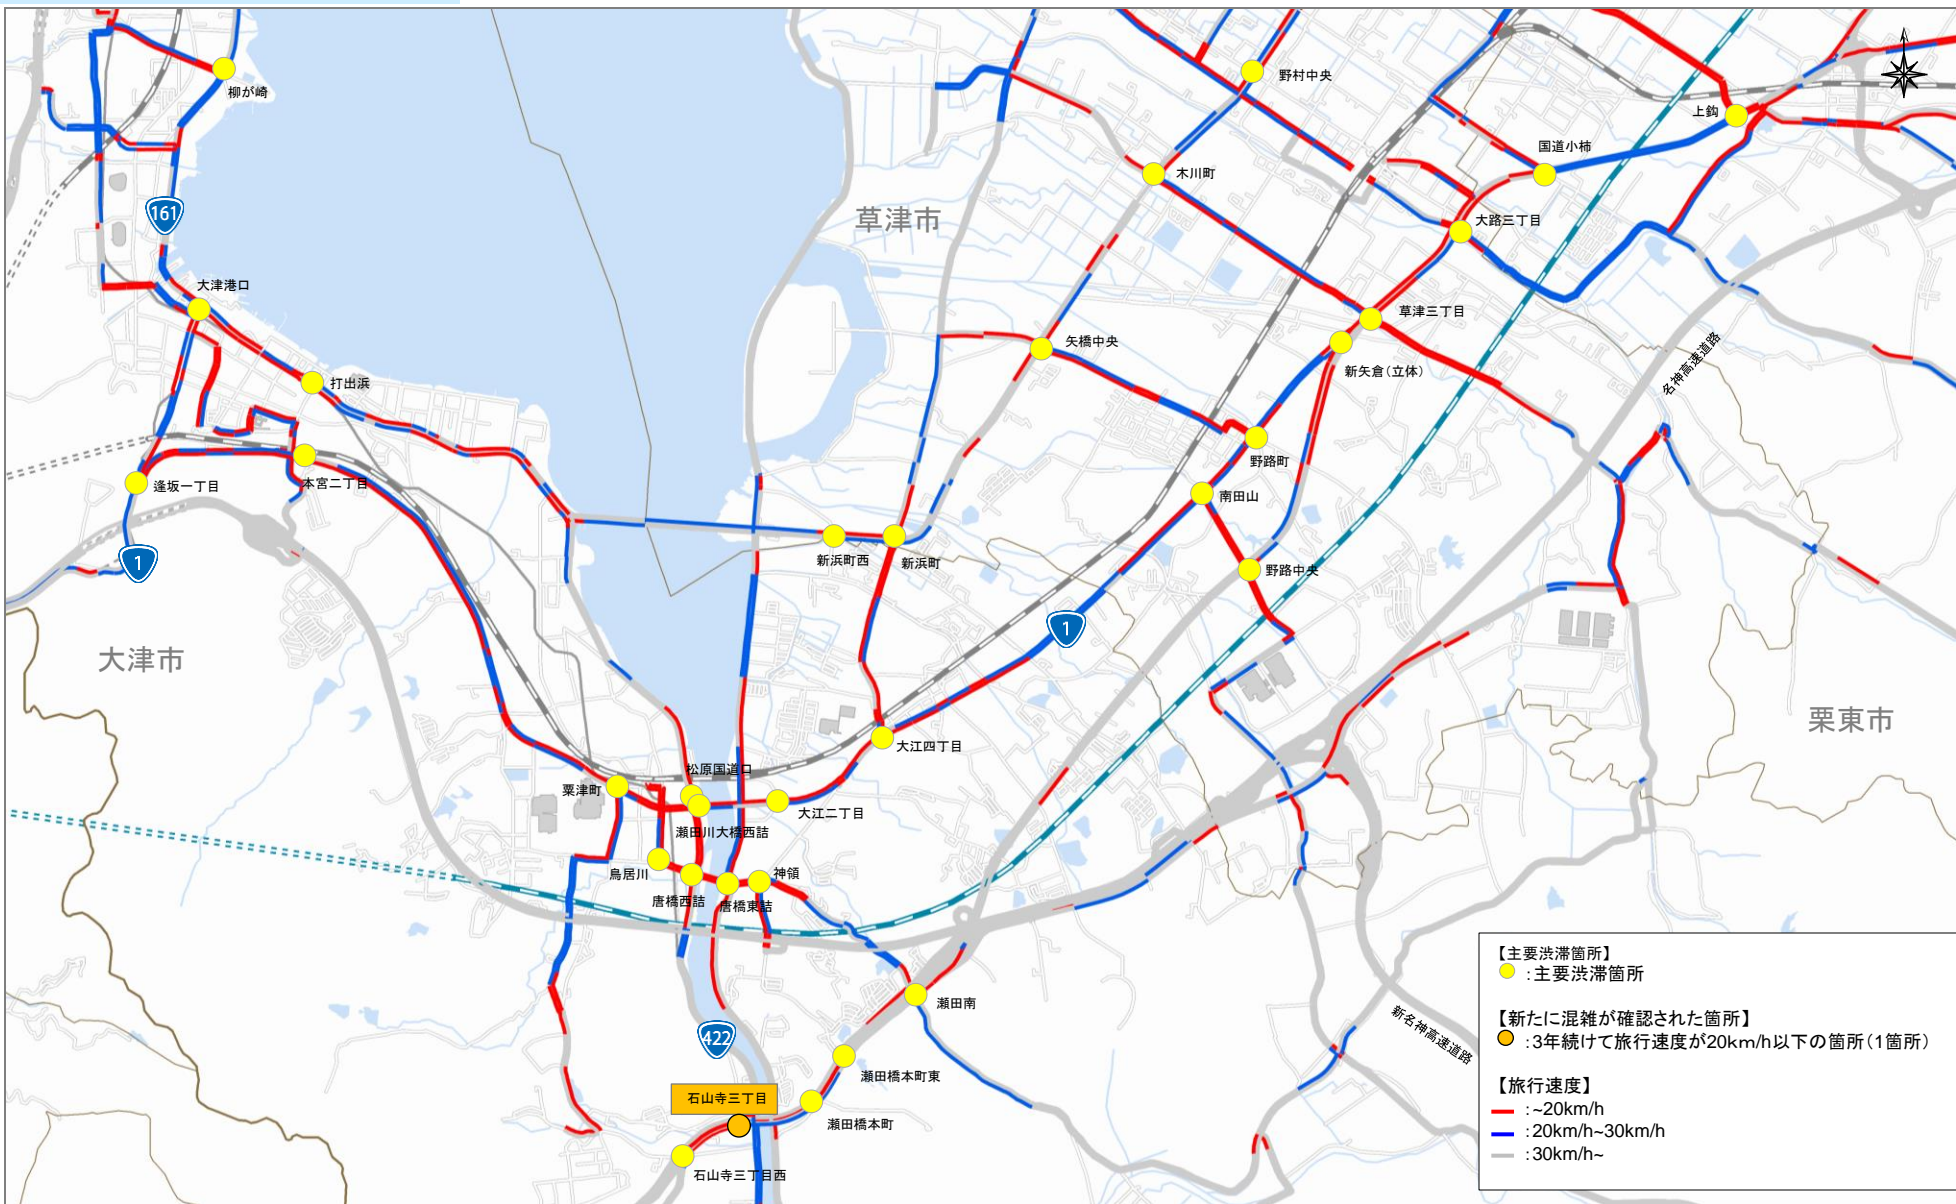 柳が崎
野村中央
上鈎
国道小柿
木川町
161
草津市
大路三丁目
大津港口
草津三丁目
矢橋中央
新矢倉(立体)
名神高速道路
打出浜
野路町
本宮二丁目
逢坂一丁目
南田山
1
新浜町西
新浜町
野路中央
1
大津市
栗東市
大江四丁目
松原国道口
粟津町
大江二丁目
瀬田川大橋西詰
鳥居川
神領
唐橋西詰
唐橋東詰
瀬田南
422
新名神高速道路
瀬田橋本町東
石山寺三丁目
瀬田橋本町
石山寺三丁目西
【主要渋滞箇所】
:主要渋滞箇所
【新たに混雑が確認された箇所】
:3年続けて旅行速度が20km/h以下の箇所(1箇所)
【旅行速度】
:~20km/h
:20km/h~30km/h
:30km/h~